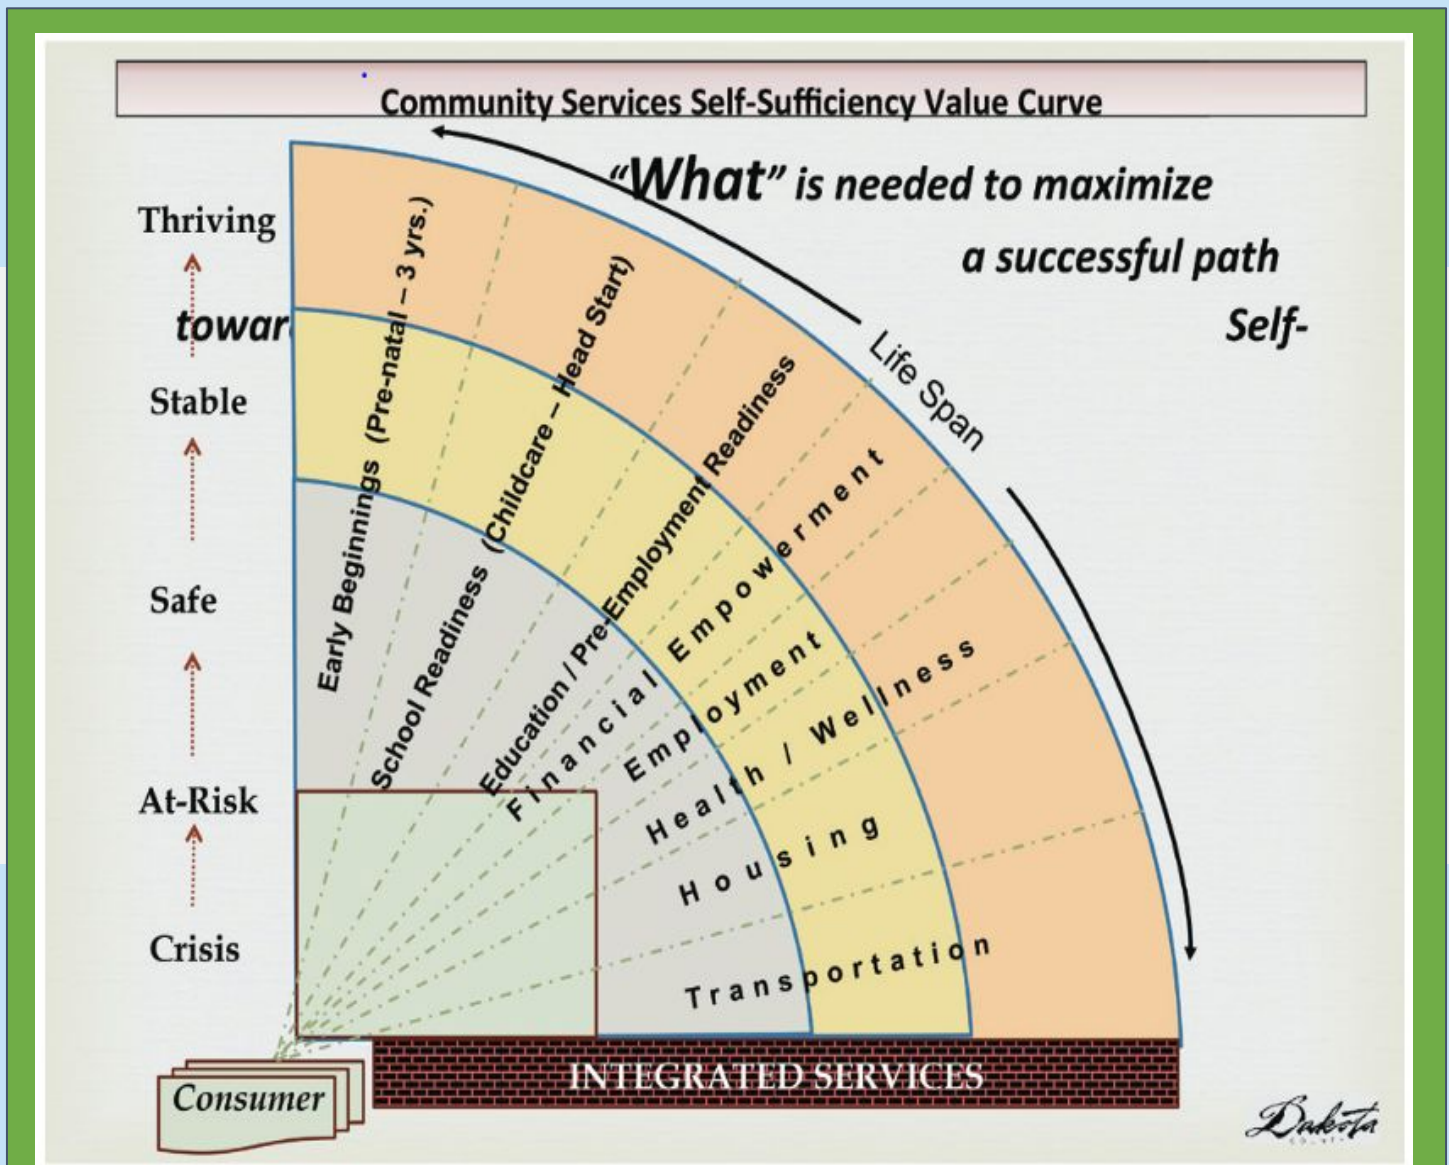 Community Services Self-Sufficiency Value Curve
“What” is needed to maximize
a successful path
towar
Self-
Life Span
Thriving
Stable
Safe
At-Risk
Crisis
Early Beginnings (Pre-natal – 3 yrs.)
School Readiness (Childcare – Head Start)
Education / Pre-Employment Readiness
Financial Empowerment
Employment
Health / Wellness
Housing
Transportation
Consumer
INTEGRATED SERVICES
Dakota